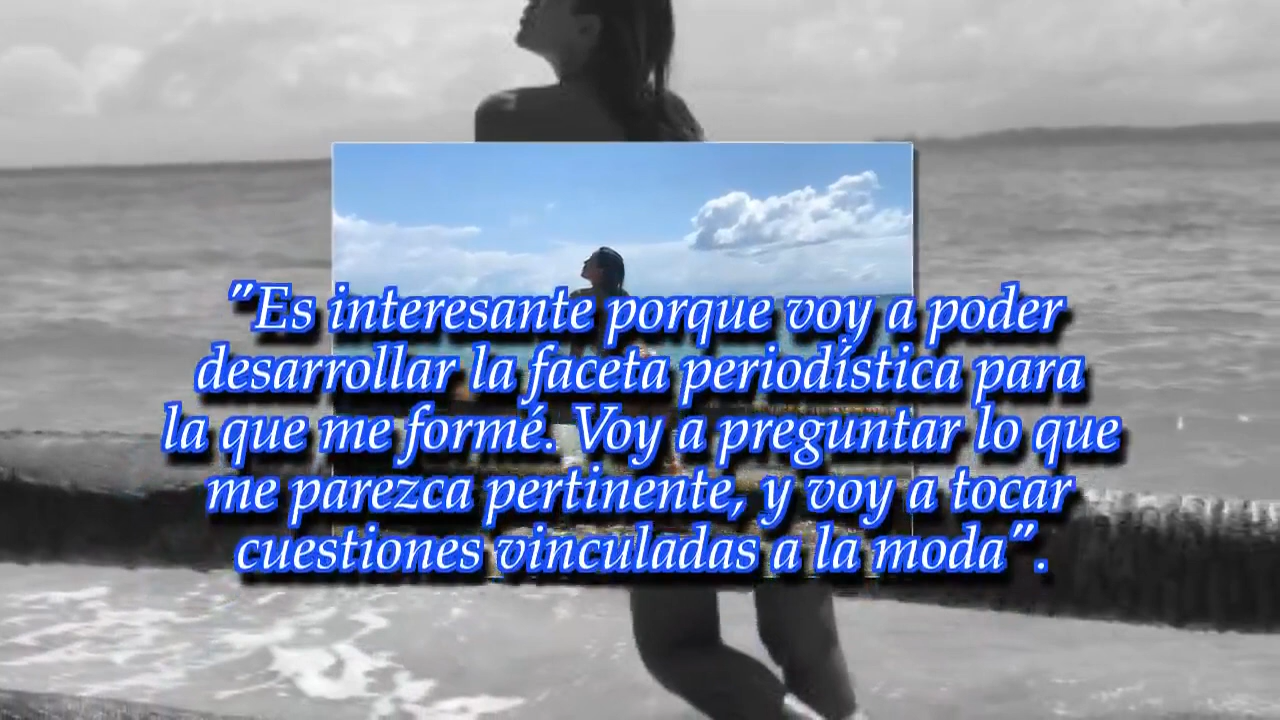 "Es interesante porque voy a poder
desarrollar la faceta periodística para
la que me formé. Voy a preguntar lo que
me parezca pertinente, y voy a tocar
cuestiones vinculadas a la moda".